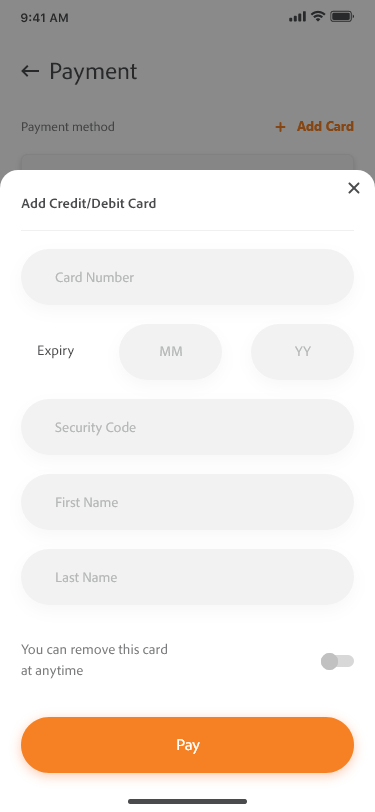 9:41 AM
Payment
Payment method
+ Add Card
Add Credit/Debit Card
Card Number
Expiry
MM
YY
Security Code
First Name
Last Name
You can remove this card
at anytime
Pay